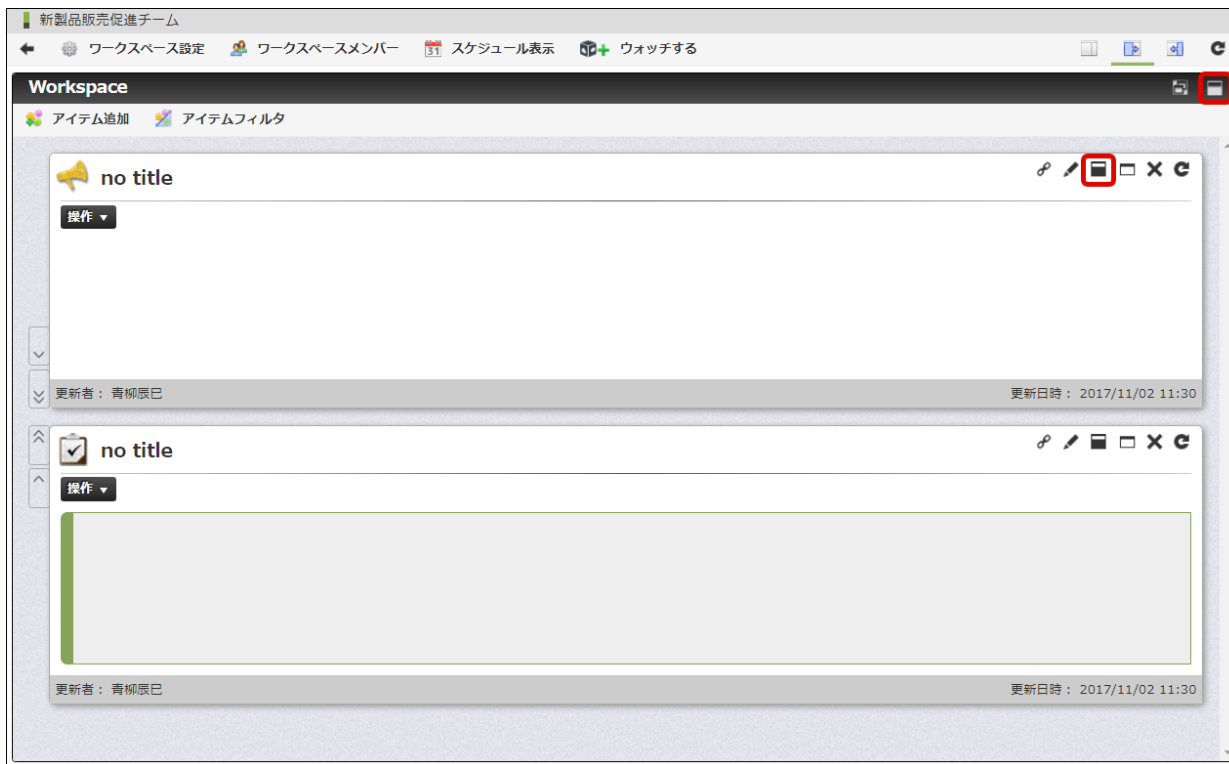 新製品販売促進チーム
ワークスペース設定 ワークスペースメンバー 31 スケジュール表示 ウォッチする
Workspace
アイテム追加 アイテムフィルタ
no title
操作 ▼
更新者： 青柳辰巳 更新日時： 2017/11/02 11:30
no title
操作 ▼
更新者： 青柳辰巳 更新日時： 2017/11/02 11:30